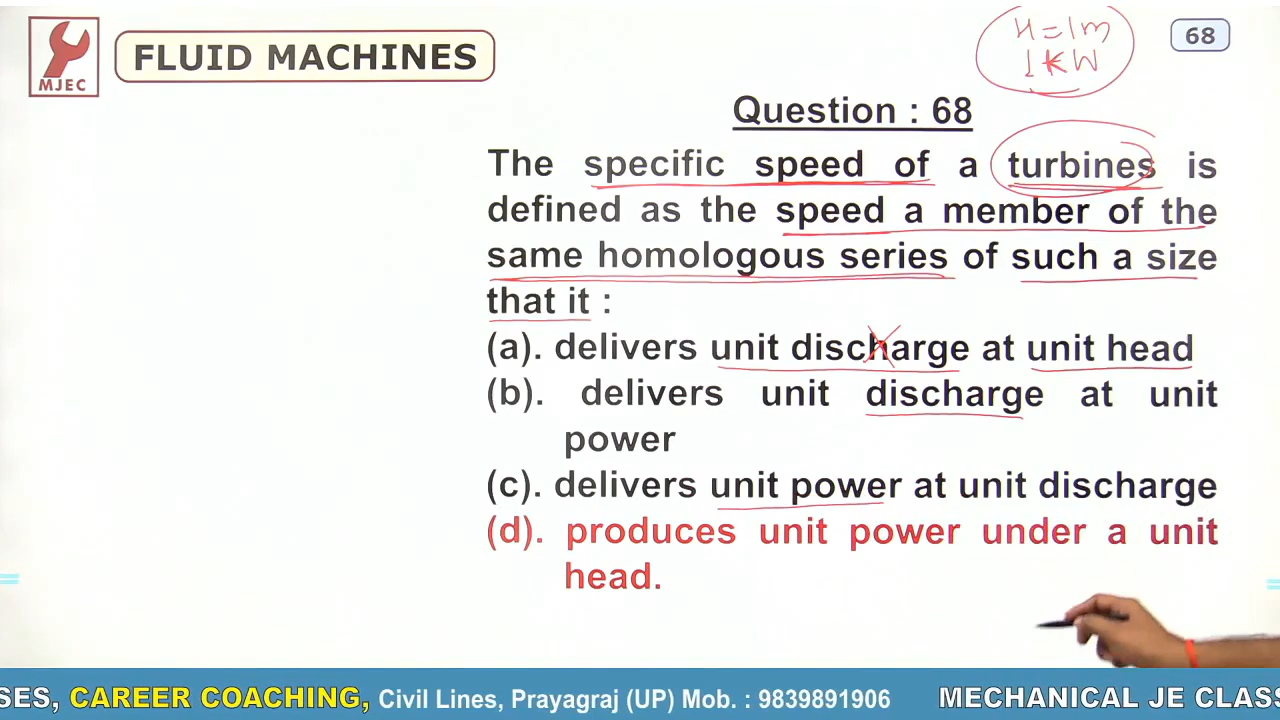 MJEC
FLUID MACHINES
H = 1m
1 KW
68
Question : 68
The specific speed of a turbines is
defined as the speed a member of the
same homologous series of such a size
that it :
(a). delivers unit discharge at unit head
(b). delivers unit discharge at unit
power
(c). delivers unit power at unit discharge
(d). produces unit power under a unit
head.
SES, CAREER COACHING, Civil Lines, Prayagraj (UP) Mob. : 9839891906 MECHANICAL JE CLASS